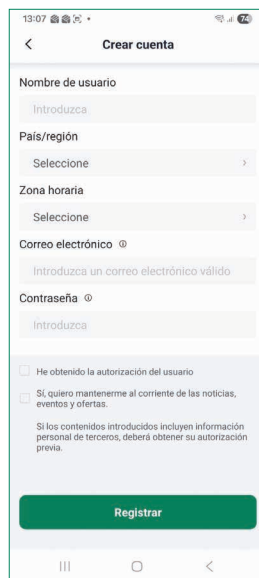 13:07
74
Crear cuenta
Nombre de usuario
Introduzca
País/región
Seleccione
Zona horaria
Seleccione
Correo electrónico
Introduzca un correo electrónico válido
Contraseña
Introduzca
He obtenido la autorización del usuario
Sí, quiero mantenerme al corriente de las noticias,
eventos y ofertas.
Si los contenidos introducidos incluyen información
personal de terceros, deberá obtener su autorización
previa.
Registrar